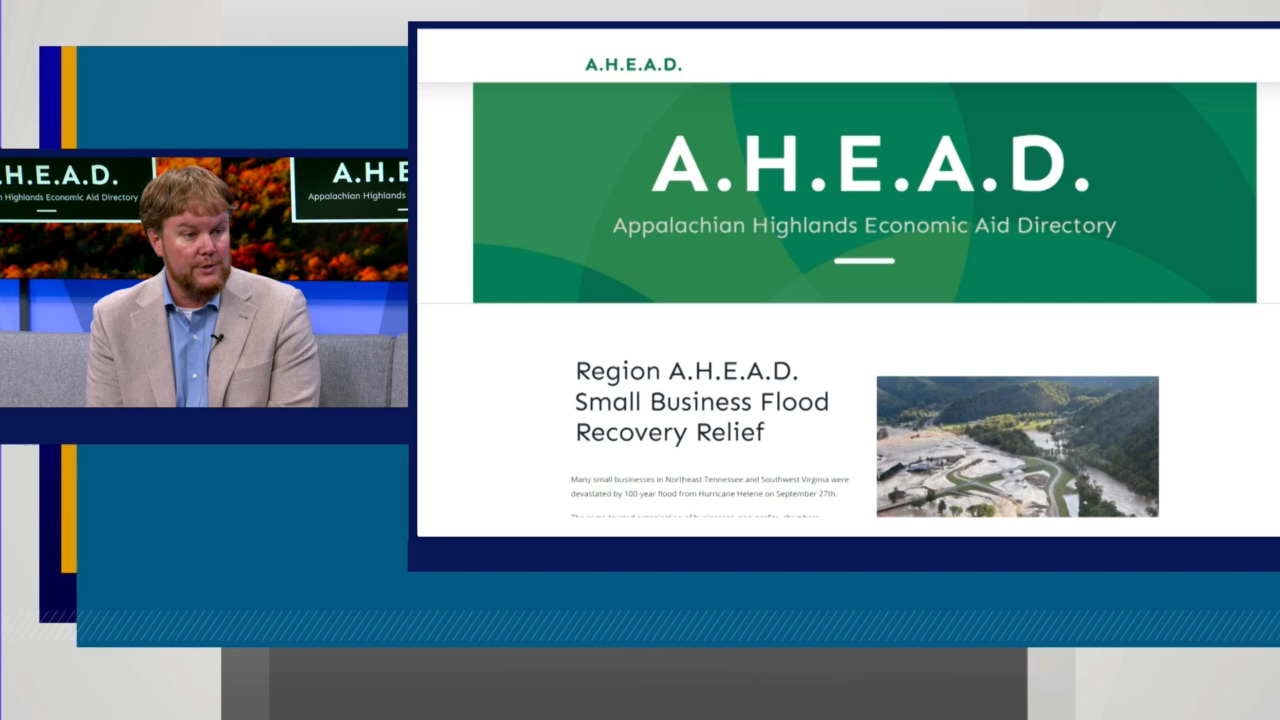 A.H.E.A.D.
A.H.E.A.D.
Appalachian Highlands Economic Aid Directory
.H.E.A.D.
Highlands Economic Aid Directory
A.H.E
Appalachian Highlands
Region A.H.E.A.D.
Small Business Flood
Recovery Relief
Many small businesses in Northeast Tennessee and Southwest Virginia were
devastated by 100-year flood from Hurricane Helene on September 27th.